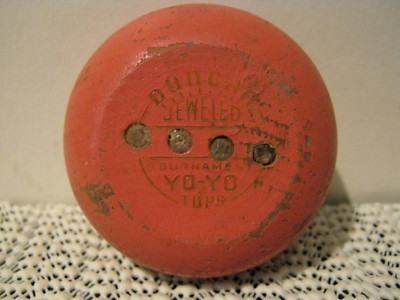 DUNCAN
JEWELED
TOURNAMENT
YO-YO
TOPS